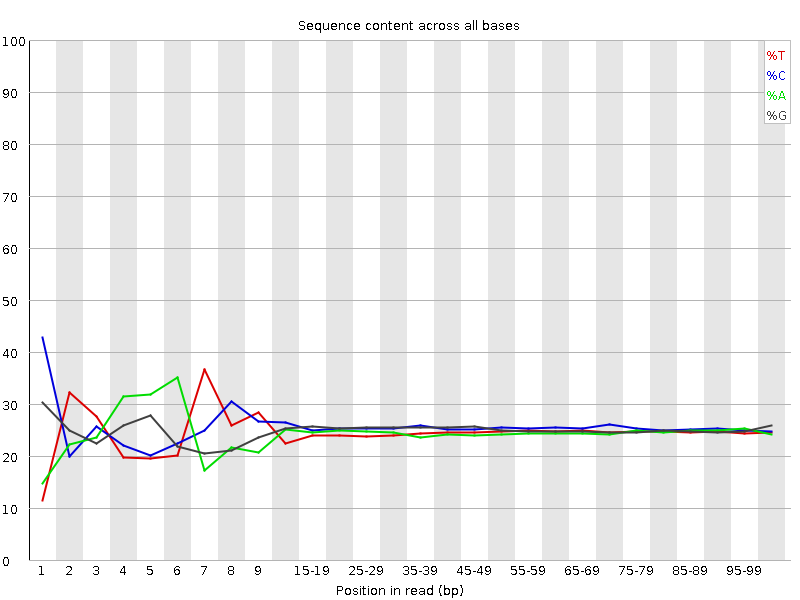 Sequence content across all bases
100
90
80
70
60
50
40
30
20
10
0
%T
%C
%A
%G
1 2 3 4 5 6 7 8 9 15-19 25-29 35-39 45-49 55-59 65-69 75-79 85-89 95-99
Position in read (bp)